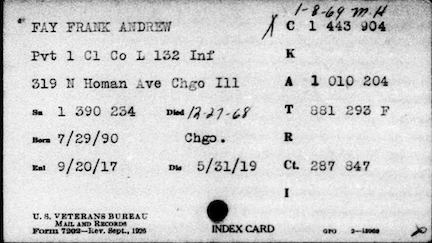 1-8-69 M.H
FAY FRANK ANDREW X C 1 443 904
Pvt 1 Cl Co L 132 Inf K
319 N Homan Ave Chgo Ill A 1 010 204
Sn 1 390 234 Died 12-27-68 T 881 293 F
Born 7/29/90 Chgo. R
Enl 9/20/17 Dis 5/31/19 Ct. 287 847
I
U. S. VETERANS BUREAU
MAIL AND RECORDS
Form 7202—Rev. Sept., 1926 INDEX CARD GPO